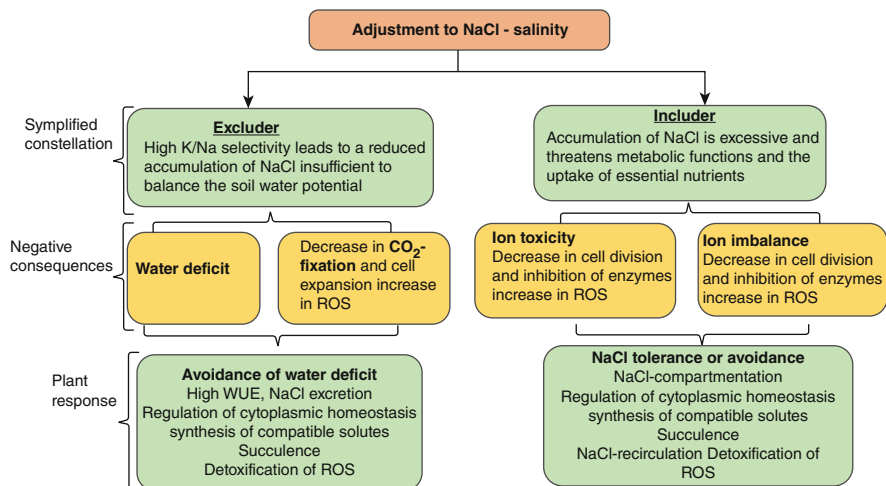 Adjustment to NaCl - salinity
Symplified
constellation
Excluder
High K/Na selectivity leads to a reduced
accumulation of NaCl insufficient to
balance the soil water potential
Includer
Accumulation of NaCl is excessive and
threatens metabolic functions and the
uptake of essential nutrients
Negative
consequences
Water deficit
Decrease in CO₂-
fixation and cell
expansion increase
in ROS
Ion toxicity
Decrease in cell division
and inhibition of enzymes
increase in ROS
Ion imbalance
Decrease in cell division
and inhibition of enzymes
increase in ROS
Plant
response
Avoidance of water deficit
High WUE, NaCl excretion
Regulation of cytoplasmic homeostasis
synthesis of compatible solutes
Succulence
Detoxification of ROS
NaCl tolerance or avoidance
NaCl-compartmentation
Regulation of cytoplasmic homeostasis
synthesis of compatible solutes
Succulence
NaCl-recirculation Detoxification of
ROS